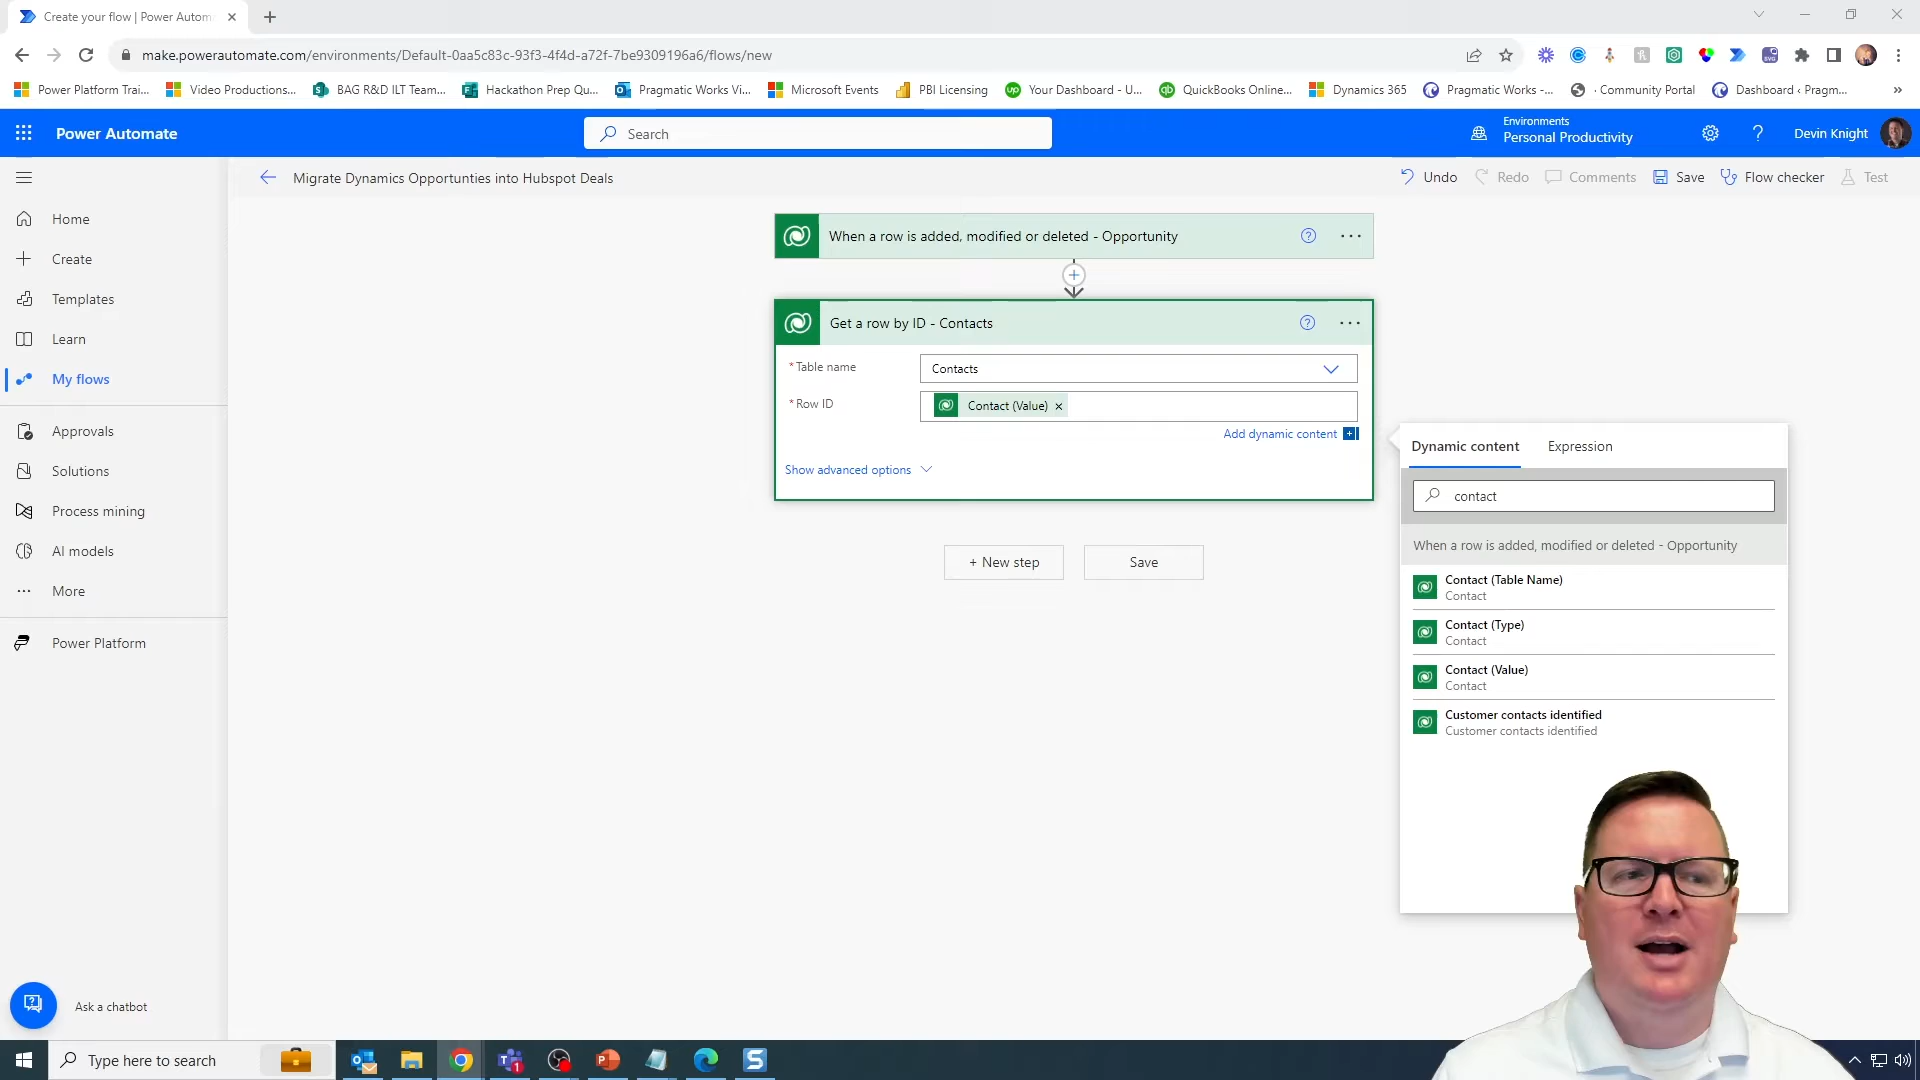 Create your flow | Power Autom
make.powerautomate.com/environments/Default-0aa5c83c-93f3-4f4d-a72f-7be9309196a6/flows/new
Power Platform Trai...
Video Productions...
BAG R&D ILT Team...
Hackathon Prep Qu...
Pragmatic Works Vi...
Microsoft Events
PBI Licensing
Your Dashboard - U...
QuickBooks Online...
Dynamics 365
Pragmatic Works -...
· Community Portal
Dashboard ‹ Pragm...
Power Automate
Search
Environments
Personal Productivity
Devin Knight
Migrate Dynamics Opportunties into Hubspot Deals
Undo
Redo
Comments
Save
Flow checker
Test
Home
Create
Templates
Learn
My flows
Approvals
Solutions
Process mining
AI models
More
Power Platform
Ask a chatbot
When a row is added, modified or deleted - Opportunity
Get a row by ID - Contacts
* Table name
Contacts
* Row ID
Contact (Value)
Add dynamic content
Show advanced options
+ New step
Save
Dynamic content
Expression
contact
When a row is added, modified or deleted - Opportunity
Contact (Table Name)
Contact
Contact (Type)
Contact
Contact (Value)
Contact
Customer contacts identified
Customer contacts identified
Type here to search